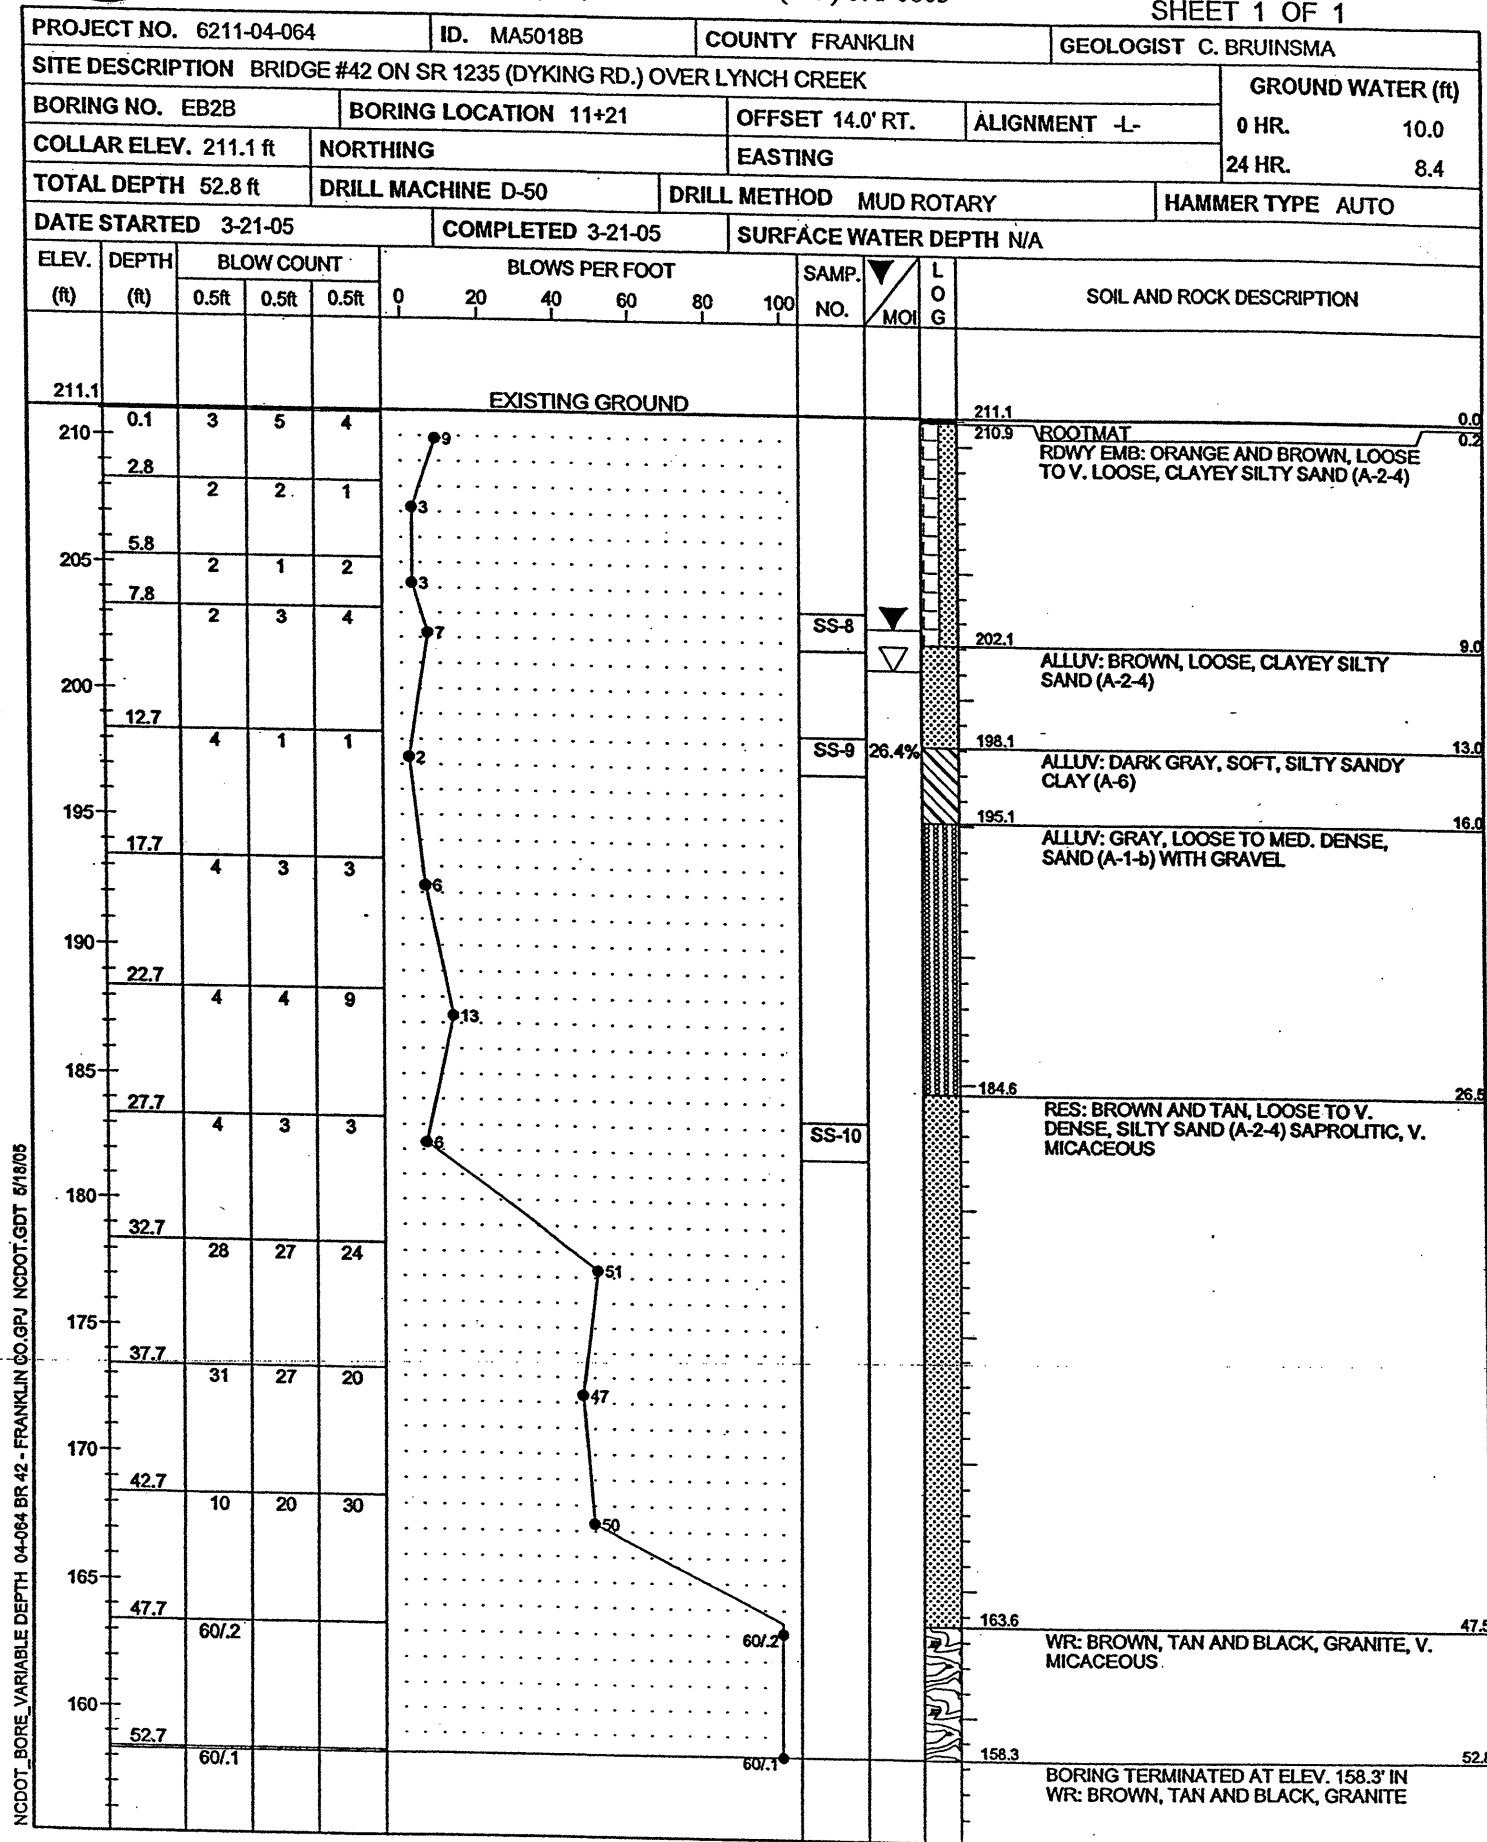 SHEET 1 OF 1
PROJECT NO. 6211-04-064 ID. MA5018B COUNTY FRANKLIN GEOLOGIST C. BRUINSMA
SITE DESCRIPTION BRIDGE #42 ON SR 1235 (DYKING RD.) OVER LYNCH CREEK GROUND WATER (ft)
BORING NO. EB2B BORING LOCATION 11+21 OFFSET 14.0' RT. ALIGNMENT -L- 0 HR. 10.0
COLLAR ELEV. 211.1 ft NORTHING EASTING 24 HR. 8.4
TOTAL DEPTH 52.8 ft DRILL MACHINE D-50 DRILL METHOD MUD ROTARY HAMMER TYPE AUTO
DATE STARTED 3-21-05 COMPLETED 3-21-05 SURFACE WATER DEPTH N/A
ELEV. DEPTH BLOW COUNT BLOWS PER FOOT SAMP. L
(ft) (ft) 0.5ft 0.5ft 0.5ft 0 20 40 60 80 100 NO. MOI O SOIL AND ROCK DESCRIPTION
G
211.1 EXISTING GROUND 211.1 0.0
210 0.1 3 5 4 9 210.9 ROOTMAT 0.2
RDWY EMB: ORANGE AND BROWN, LOOSE
TO V. LOOSE, CLAYEY SILTY SAND (A-2-4)
2.8
2 2 1 3
5.8
205 2 1 2 3
7.8
2 3 4 7 SS-8
202.1 9.0
ALLUV: BROWN, LOOSE, CLAYEY SILTY
SAND (A-2-4)
200
12.7
4 1 1 2 SS-9 26.4% 198.1 13.0
ALLUV: DARK GRAY, SOFT, SILTY SANDY
CLAY (A-6)
195 195.1 16.0
ALLUV: GRAY, LOOSE TO MED. DENSE,
SAND (A-1-b) WITH GRAVEL
17.7
4 3 3 6
190
22.7
4 4 9 13
185 184.6 26.5
RES: BROWN AND TAN, LOOSE TO V.
DENSE, SILTY SAND (A-2-4) SAPROLITIC, V.
MICACEOUS
27.7
4 3 3 6 SS-10
180
32.7
28 27 24 51
175
37.7
31 27 20 47
170
42.7
10 20 30 50
165
47.7 163.6 47.5
60/.2 60/.2 WR: BROWN, TAN AND BLACK, GRANITE, V.
MICACEOUS
160
52.7
60/.1 60/.1 158.3 52.8
BORING TERMINATED AT ELEV. 158.3' IN
WR: BROWN, TAN AND BLACK, GRANITE
NCDOT_BORE_VARIABLE DEPTH 04-064 BR 42 - FRANKLIN CO.GPJ NCDOT.GDT 5/18/05